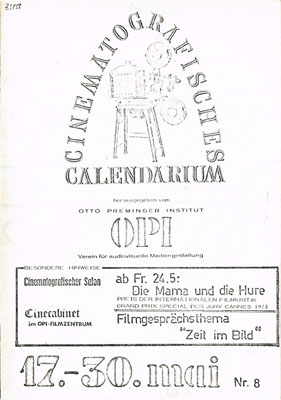 CINEMATOGRAFISCHES
CALENDARIUM
herausgegeben vom
OTTO PREMINGER INSTITUT
OPI
Verein für audiovisuelle Mediengestaltung
BESONDERE HINWEISE:
Cinematografischer Salon
Cinecabinet
im OPI-FILMZENTRUM
ab Fr. 24.5:
Die Mama und die Hure
PREIS DER INTERNATIONALEN FILMKRITIK
GRAND PRIX SPECIAL DER JURY CANNES 1973
Filmgesprächsthema
"Zeit im Bild"
17.-30. mai
Nr. 8